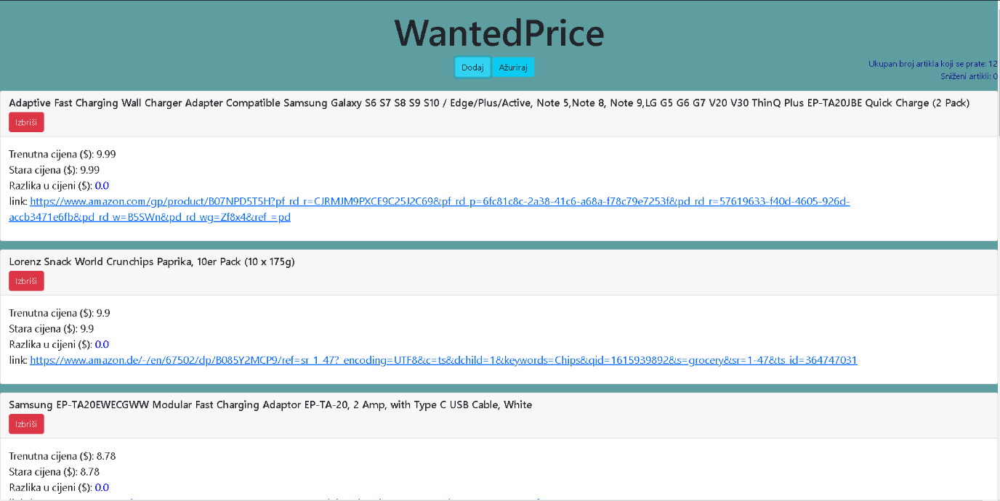 WantedPrice
Dodaj Ažuriraj
Ukupan broj artikla koji se prate: 12
Sniženi artikli: 0
Adaptive Fast Charging Wall Charger Adapter Compatible Samsung Galaxy S6 S7 S8 S9 S10 / Edge/Plus/Active, Note 5,Note 8, Note 9,LG G5 G6 G7 V20 V30 ThinQ Plus EP-TA20JBE Quick Charge (2 Pack)
Izbriši
Trenutna cijena ($): 9.99
Stara cijena ($): 9.99
Razlika u cijeni ($): 0.0
link: https://www.amazon.com/gp/product/B07NPD5T5H?pf_rd_r=CJRMJM9PXCE9C25J2C69&pf_rd_p=6fc81c8c-2a38-41c6-a68a-f78c79e7253f&pd_rd_r=57619633-f40d-4605-926d-
accb3471e6fb&pd_rd_w=B5SWn&pd_rd_wg=Zf8x4&ref_=pd
Lorenz Snack World Crunchips Paprika, 10er Pack (10 x 175g)
Izbriši
Trenutna cijena ($): 9.9
Stara cijena ($): 9.9
Razlika u cijeni ($): 0.0
link: https://www.amazon.de/-/en/67502/dp/B085Y2MCP9/ref=sr_1_47?_encoding=UTF8&c=ts&dchild=1&keywords=Chips&qid=1615939892&s=grocery&sr=1-47&ts_id=364747031
Samsung EP-TA20EWECGWW Modular Fast Charging Adaptor EP-TA-20, 2 Amp, with Type C USB Cable, White
Izbriši
Trenutna cijena ($): 8.78
Stara cijena ($): 8.78
Razlika u cijeni ($): 0.0